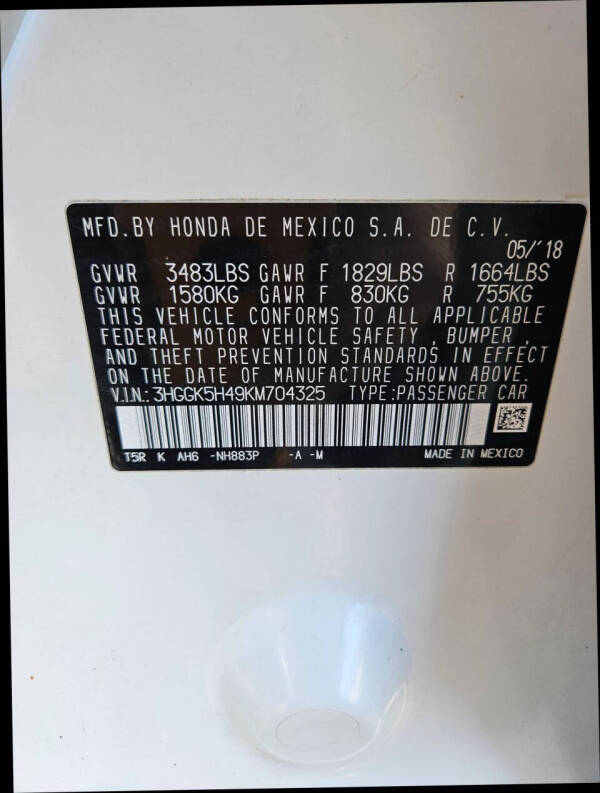 MFD.BY HONDA DE MEXICO S.A. DE C.V.
05/'18
GVWR 3483LBS GAWR F 1829LBS R 1664LBS
GVWR 1580KG GAWR F 830KG R 755KG
THIS VEHICLE CONFORMS TO ALL APPLICABLE
FEDERAL MOTOR VEHICLE SAFETY , BUMPER ,
AND THEFT PREVENTION STANDARDS IN EFFECT
ON THE DATE OF MANUFACTURE SHOWN ABOVE.
V.I.N.: 3HGGK5H49KM704325 TYPE:PASSENGER CAR
T5R K AH6 -NH883P -A -M MADE IN MEXICO